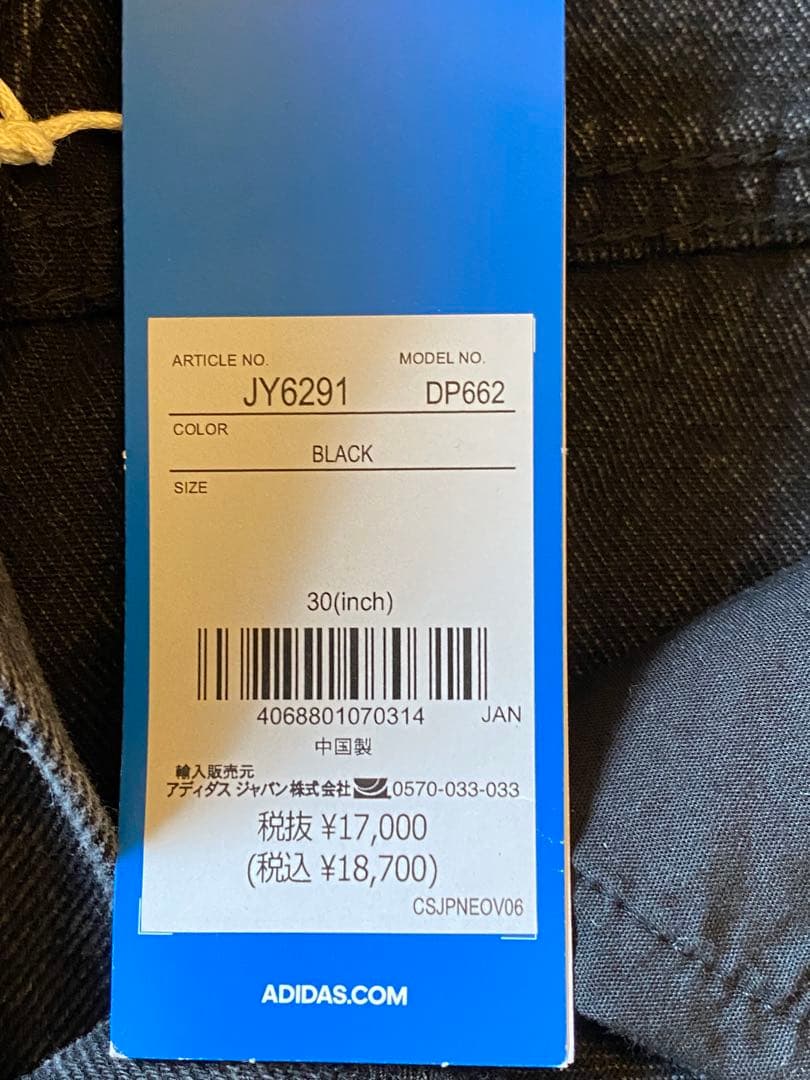 ARTICLE NO. MODEL NO.
JY6291 DP662
COLOR
BLACK
SIZE
30(inch)
4068801070314 JAN
中国製
輸入販売元
アディダス ジャパン株式会社 0570-033-033
税抜 ¥17,000
(税込 ¥18,700)
CSJPNEOV06
ADIDAS.COM